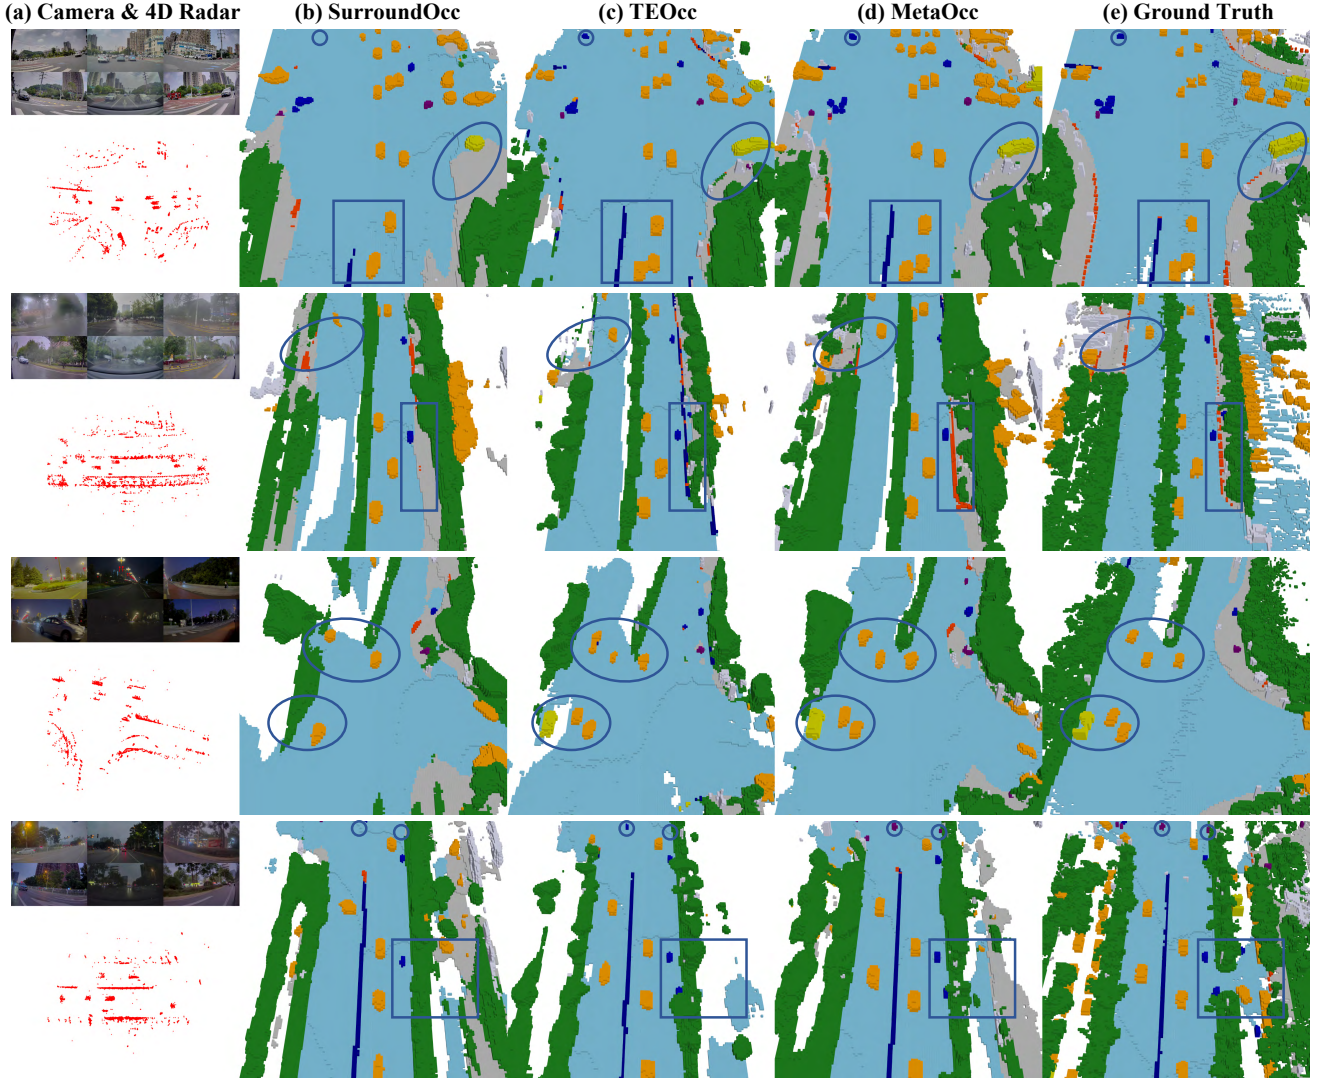 (a) Camera & 4D Radar
(b) SurroundOcc
(c) TEOcc
(d) MetaOcc
(e) Ground Truth